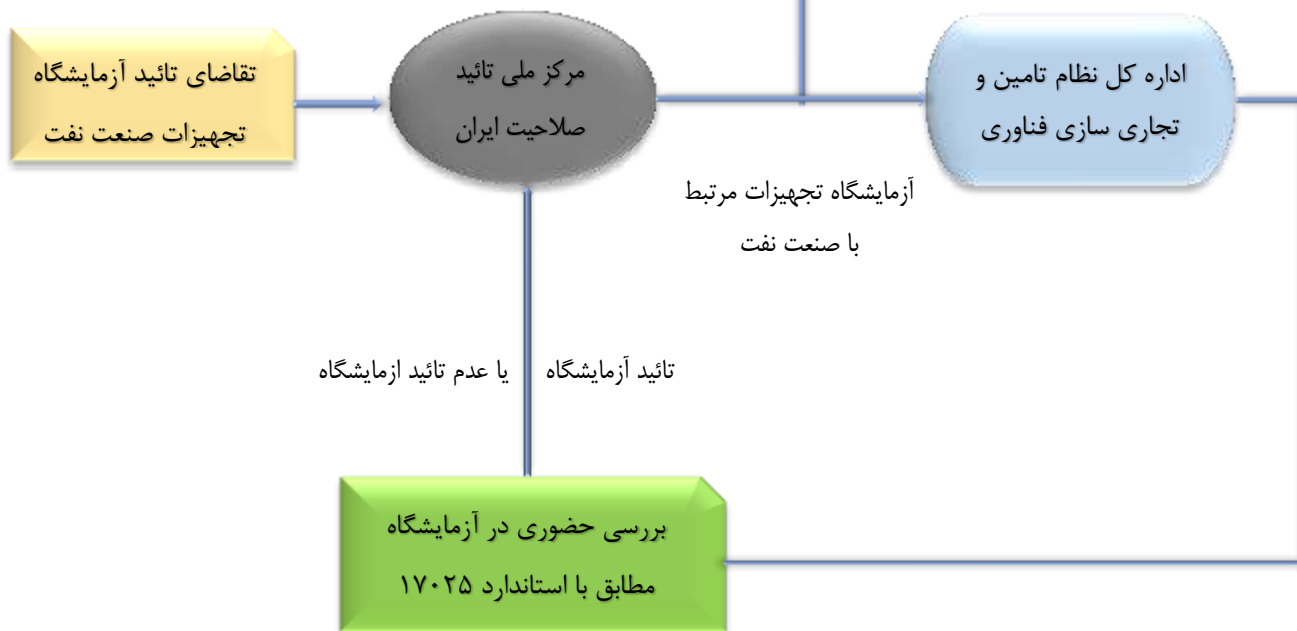 تقاضای تائید آزمایشگاه
تجهیزات صنعت نفت
مرکز ملی تائید
صلاحیت ایران
اداره کل نظام تامین و
تجاری سازی فناوری
آزمایشگاه تجهیزات مرتبط
با صنعت نفت
تائید آزمایشگاه
یا عدم تائید ازمایشگاه
بررسی حضوری در آزمایشگاه
مطابق با استاندارد ۱۷۰۲۵